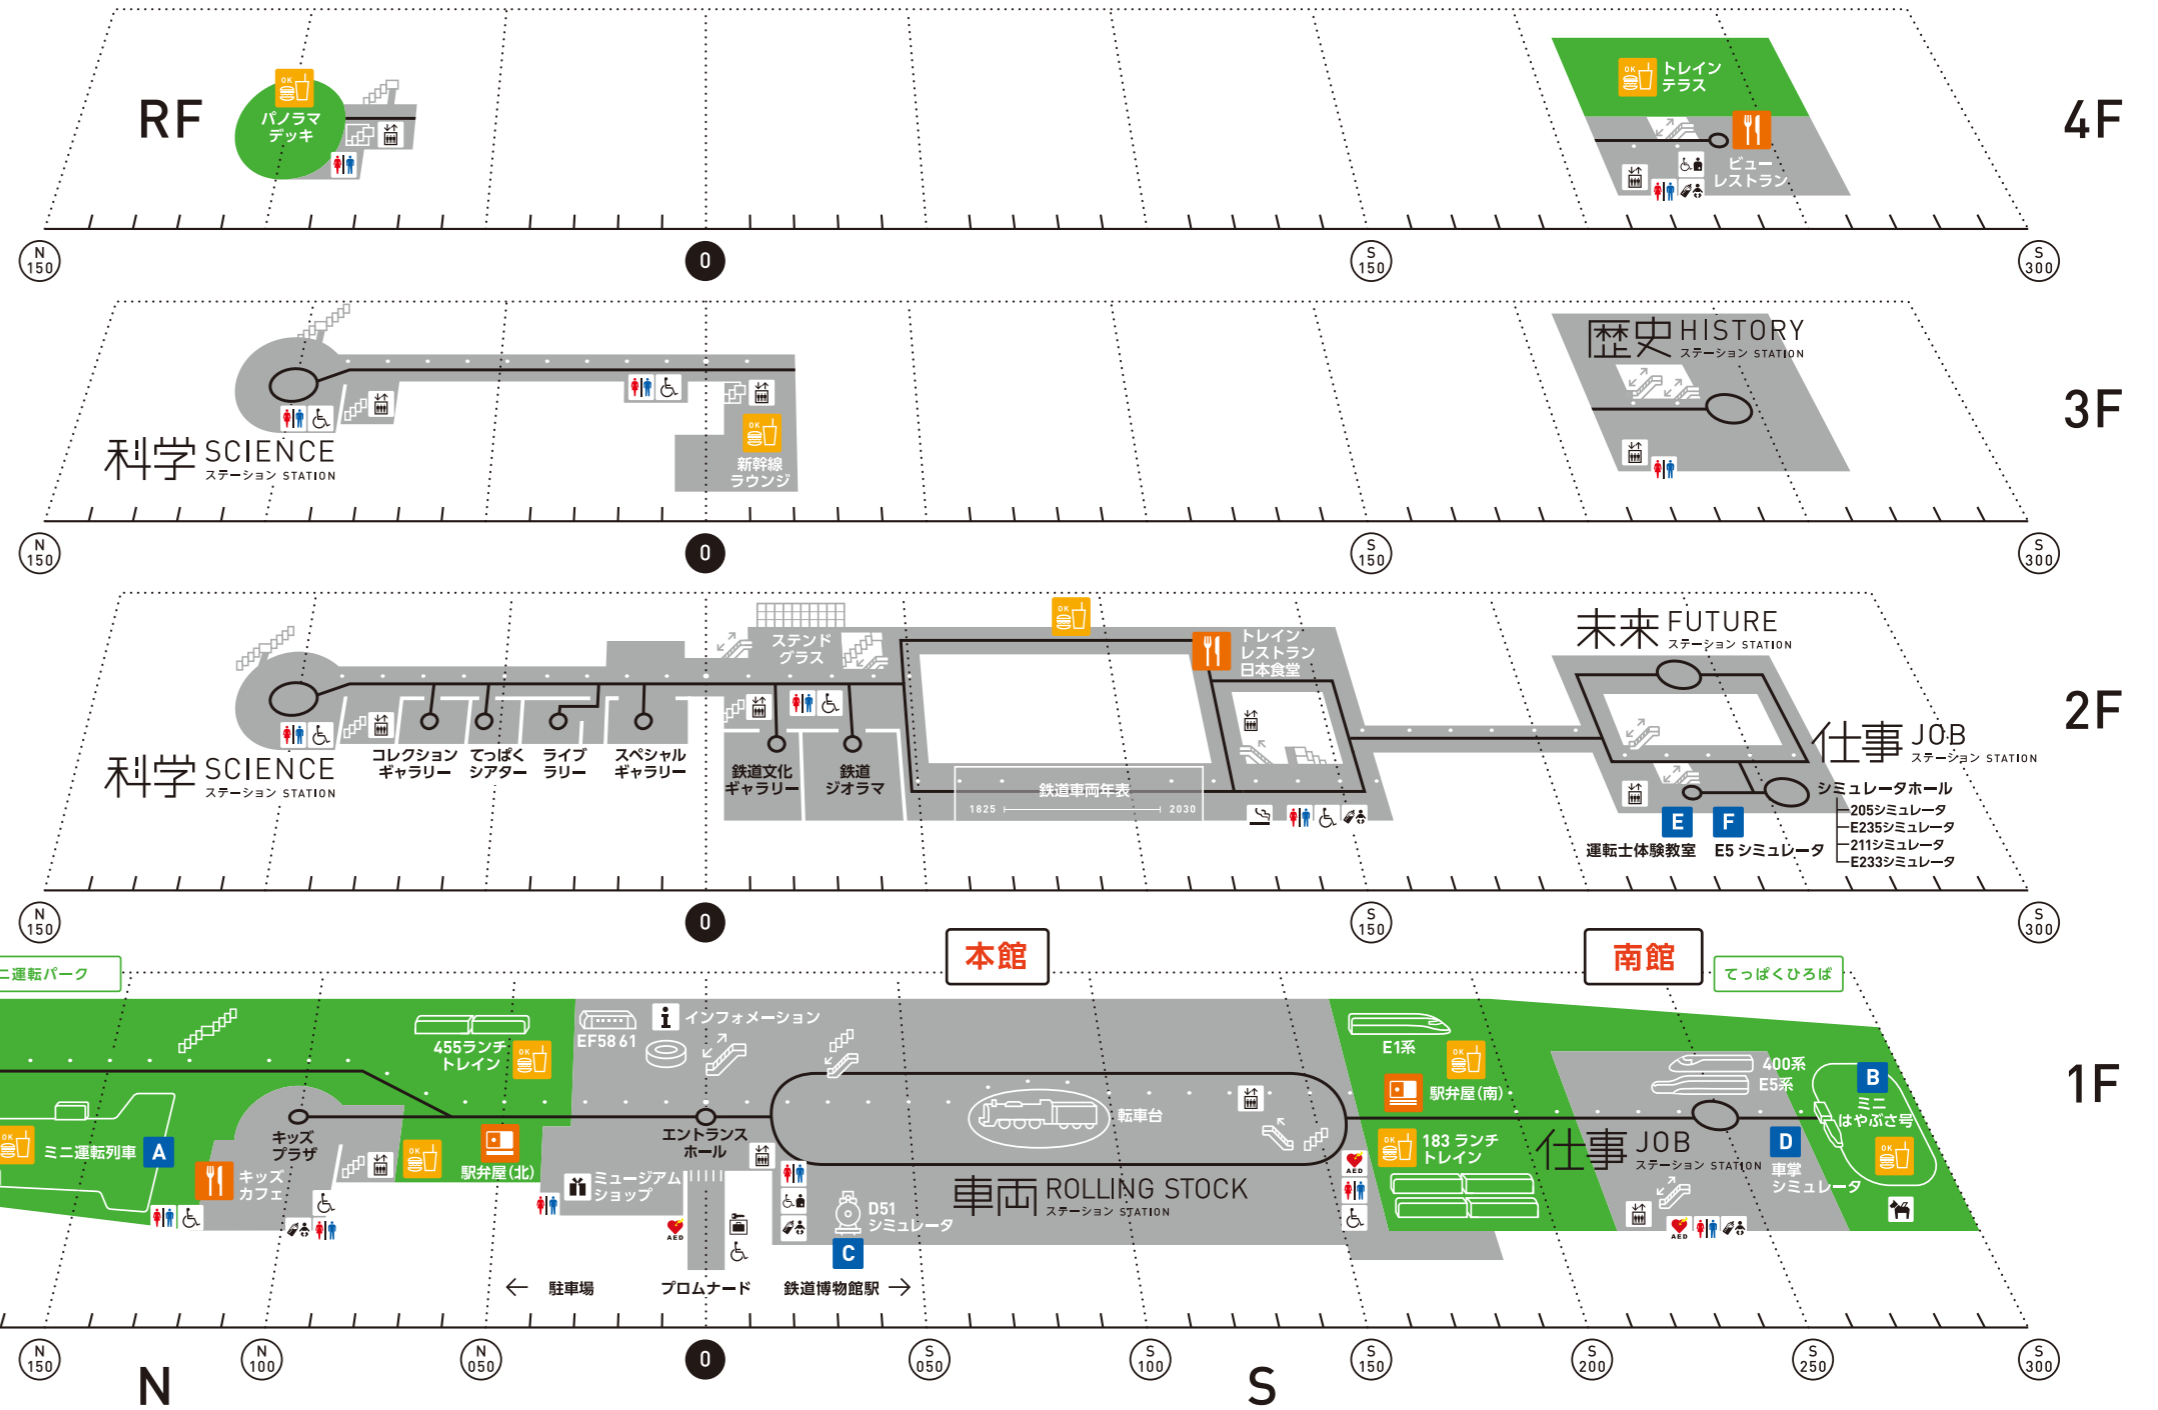 RF
OK
パノラマ
デッキ
OK
トレイン
テラス
ビュー
レストラン
4F
N
150
0
S
150
S
300
歴史 HISTORY
ステーション STATION
OK
新幹線
ラウンジ
科学 SCIENCE
ステーション STATION
3F
N
150
0
S
150
S
300
未来 FUTURE
ステーション STATION
OK
ステンド
グラス
トレイン
レストラン
日本食堂
2F
仕事 JOB
ステーション STATION
科学 SCIENCE
ステーション STATION
コレクション
ギャラリー
てっぱく
シアター
ライブ
ラリー
スペシャル
ギャラリー
鉄道文化
ギャラリー
鉄道
ジオラマ
鉄道車両年表
1825
2030
シミュレータホール
205シミュレータ
E235シミュレータ
211シミュレータ
E233シミュレータ
E
F
運転士体験教室
E5 シミュレータ
N
150
0
S
150
S
300
本館
南館
ニ運転パーク
てっぱくひろば
EF58 61
インフォメーション
455ランチ
トレイン
OK
E1系
OK
駅弁屋(南)
400系
E5系
B
ミニ
はやぶさ号
OK
1F
転車台
OK
ミニ運転列車
A
キッズ
プラザ
キッズ
カフェ
OK
駅弁屋(北)
エントランス
ホール
ミュージアム
ショップ
AED
車両 ROLLING STOCK
ステーション STATION
D51
シミュレータ
C
AED
OK
183 ランチ
トレイン
仕事 JOB
ステーション STATION
D
車掌
シミュレータ
AED
← 駐車場
プロムナード
鉄道博物館駅 →
N
150
N
100
N
050
0
S
050
S
100
S
150
S
200
S
250
S
300
N
S